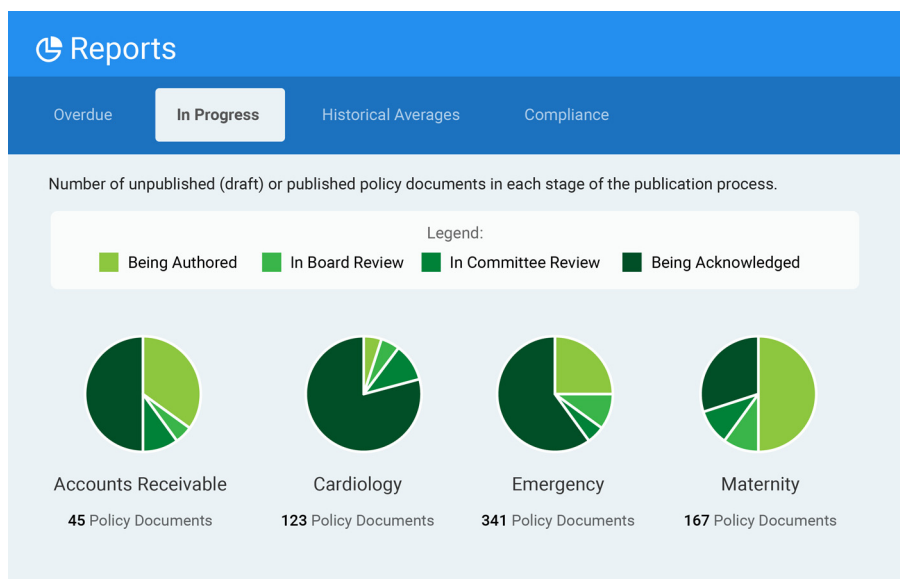 Reports
Overdue In Progress Historical Averages Compliance
Number of unpublished (draft) or published policy documents in each stage of the publication process.
Legend:
Being Authored In Board Review In Committee Review Being Acknowledged
Accounts Receivable Cardiology Emergency Maternity
45 Policy Documents 123 Policy Documents 341 Policy Documents 167 Policy Documents